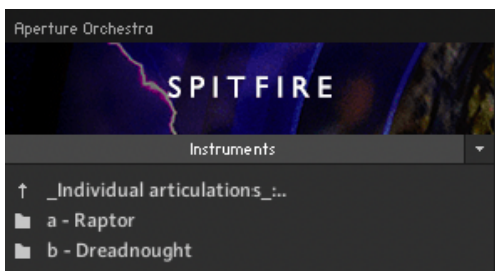 Aperture Orchestra
SPITFIRE
Instruments
_Individual articulations_:..
a - Raptor
b - Dreadnought